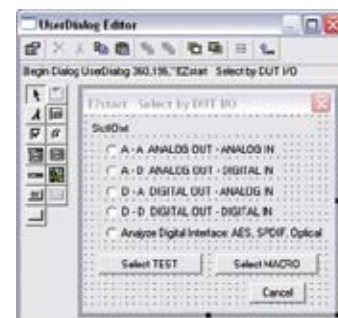 UserDialog Editor
Begin Dialog UserDialog 360,196,"EZstart Select by DUT I/O
EZstart Select by DUT I/O
A - A ANALOG OUT - ANALOG IN
A - D ANALOG OUT - DIGITAL IN
D - A DIGITAL OUT - ANALOG IN
D - D DIGITAL OUT - DIGITAL IN
Analyze Digital Interface: AES, SPDIF, Optical
Select TEST
Select MACRO
Cancel